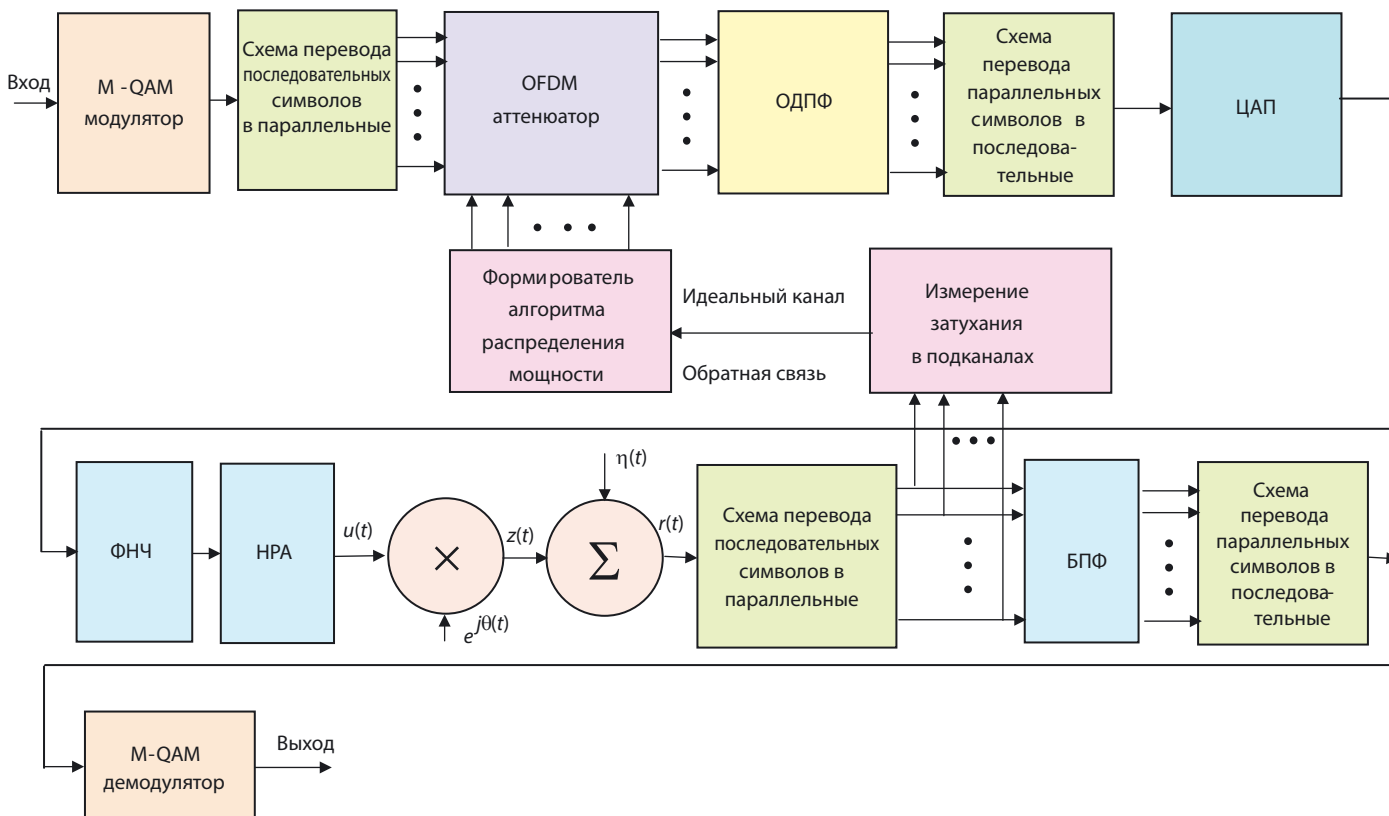 Вход
M -QAM
модулятор
Схема перевода
последовательных
символов
в параллельные
OFDM
аттенюатор
ОДПФ
Схема
перевода
параллельных
символов в
последова-
тельные
ЦАП
Формирователь
алгоритма
распределения
мощности
Идеальный канал
Обратная связь
Измерение
затухания
в подканалах
ФНЧ
НРА
u(t)
×
e^{jθ(t)}
z(t)
η(t)
Σ
r(t)
Схема перевода
последовательных
символов в
параллельные
БПФ
Схема
перевода
параллельных
символов в
последова-
тельные
M-QAM
демодулятор
Выход